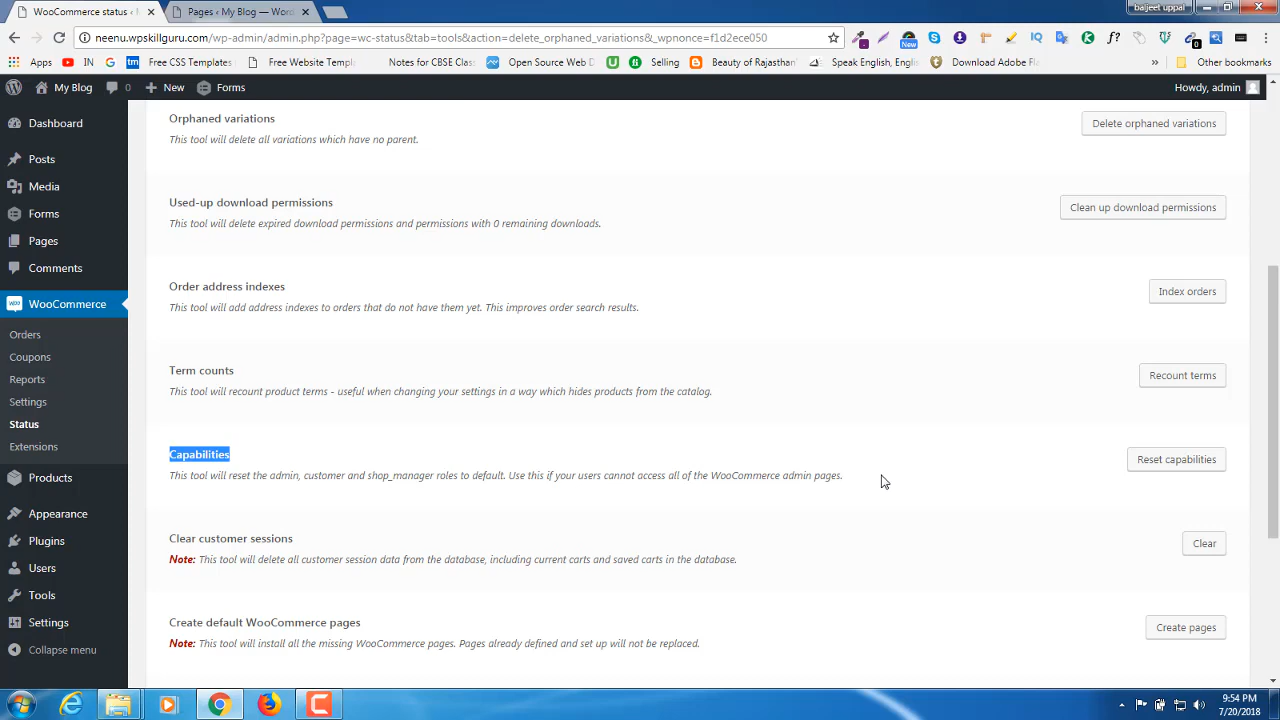 WooCommerce status ‹
Pages ‹ My Blog — Word
baljeet uppal
neenu.wpskillguru.com/wp-admin/admin.php?page=wc-status&tab=tools&action=delete_orphaned_variations&_wpnonce=f1d2ece050
New
0
Apps
IN
Free CSS Templates
Free Website Templ
Notes for CBSE Class
Open Source Web D
Selling
Beauty of Rajasthan
Speak English, Engli
Download Adobe Fla
»
Other bookmarks
My Blog
0
New
Forms
Howdy, admin
Dashboard
Posts
Media
Forms
Pages
Comments
WooCommerce
Orders
Coupons
Reports
Settings
Status
Extensions
Products
Appearance
Plugins
Users
Tools
Settings
Collapse menu
Orphaned variations
This tool will delete all variations which have no parent.
Delete orphaned variations
Used-up download permissions
This tool will delete expired download permissions and permissions with 0 remaining downloads.
Clean up download permissions
Order address indexes
This tool will add address indexes to orders that do not have them yet. This improves order search results.
Index orders
Term counts
This tool will recount product terms - useful when changing your settings in a way which hides products from the catalog.
Recount terms
Capabilities
This tool will reset the admin, customer and shop_manager roles to default. Use this if your users cannot access all of the WooCommerce admin pages.
Reset capabilities
Clear customer sessions
Note: This tool will delete all customer session data from the database, including current carts and saved carts in the database.
Clear
Create default WooCommerce pages
Note: This tool will install all the missing WooCommerce pages. Pages already defined and set up will not be replaced.
Create pages
9:54 PM
7/20/2018